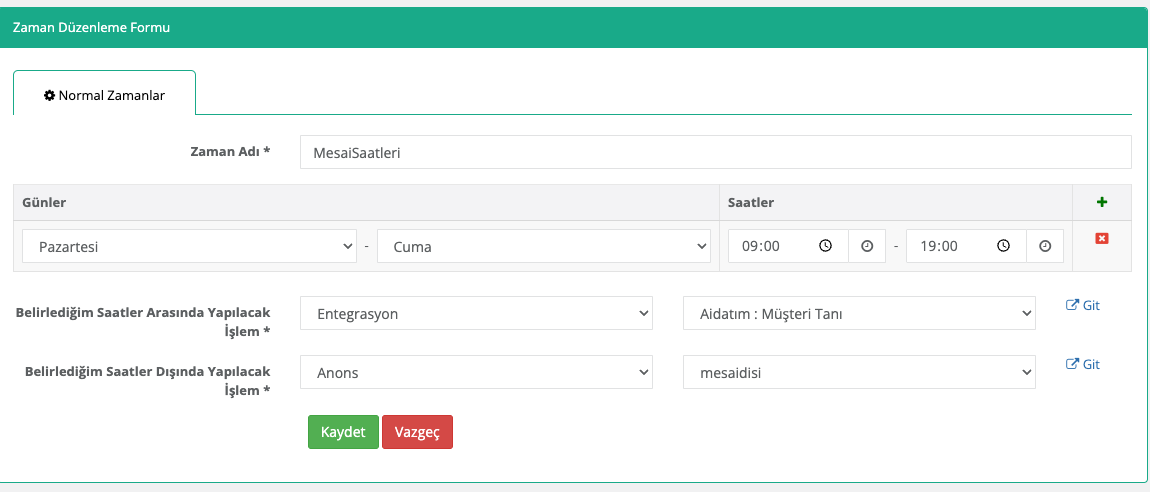 Zaman Düzenleme Formu
Normal Zamanlar
Zaman Adı *
MesaiSaatleri
Günler
Saatler
Pazartesi
-
Cuma
09:00
-
19:00
Belirlediğim Saatler Arasında Yapılacak
İşlem *
Entegrasyon
Aidatım : Müşteri Tanı
Git
Belirlediğim Saatler Dışında Yapılacak
İşlem *
Anons
mesaidisi
Git
Kaydet
Vazgeç